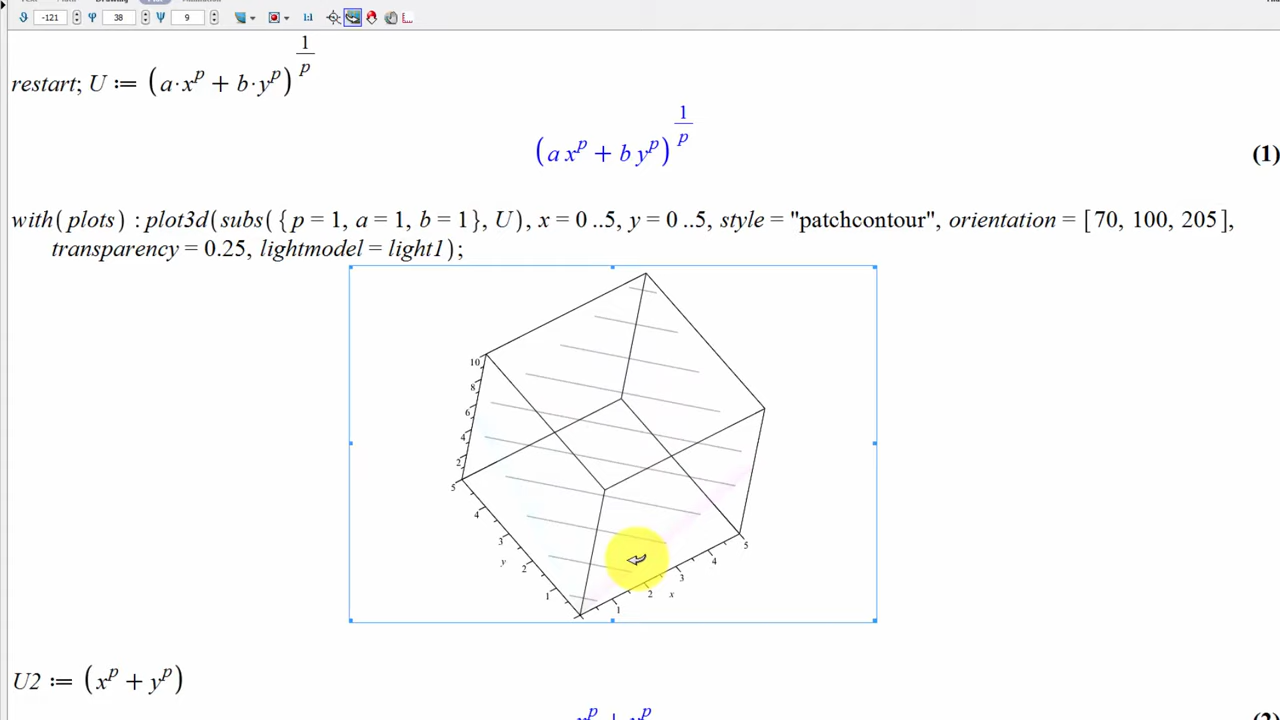 ϑ -121 φ 38 ψ 9 1:1
restart; U := (a·x^p + b·y^p)^(1/p)
(a x^p + b y^p)^(1/p)
(1)
with(plots) : plot3d(subs({p = 1, a = 1, b = 1}, U), x = 0 ..5, y = 0 ..5, style = "patchcontour", orientation = [70, 100, 205],
transparency = 0.25, lightmodel = light1);
10
8
6
4
2
5
4
3
y
2
1
1
2
x
3
4
5
U2 := (x^p + y^p)
x^p + y^p